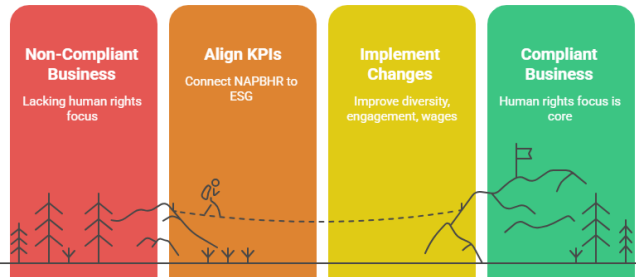 Non-Compliant
Business
Lacking human rights
focus
Align KPIs
Connect NAPBHR to
ESG
Implement
Changes
Improve diversity,
engagement, wages
Compliant
Business
Human rights focus is
core